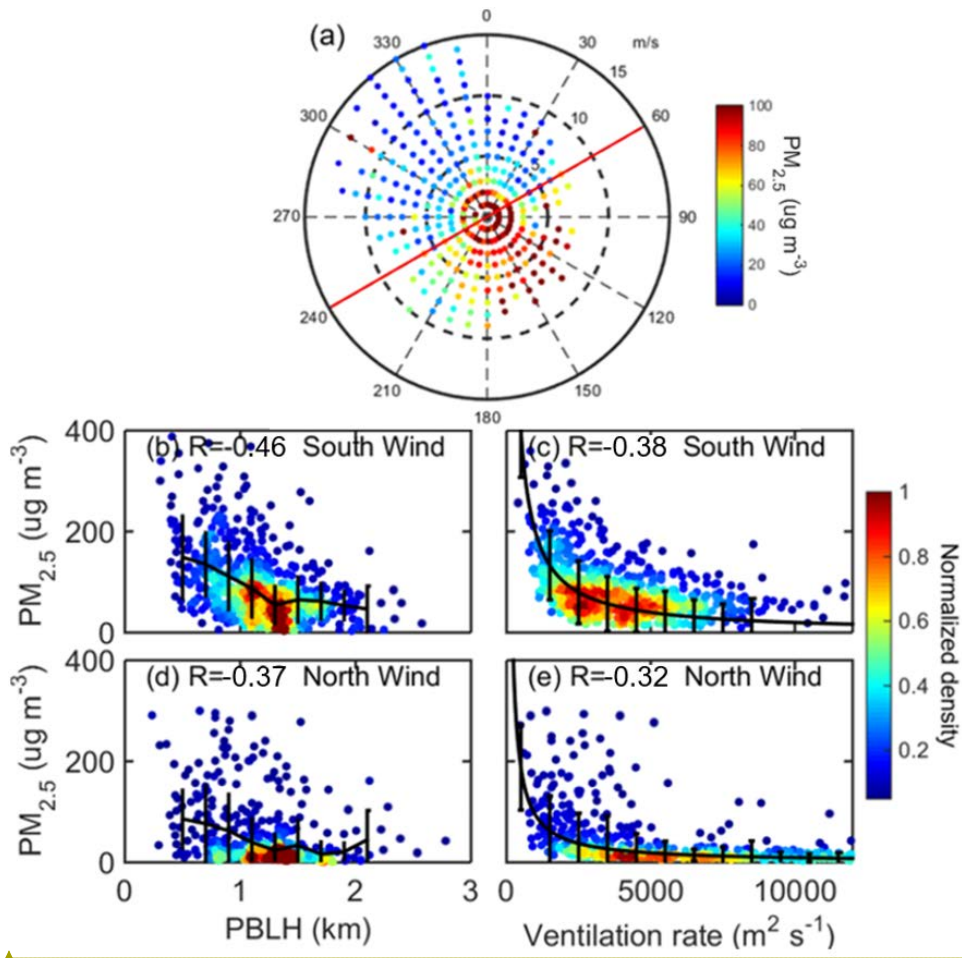 (a)
0
330
30
m/s
15
300
10
60
5
270
90
240
120
210
150
180
100
80
60
40
20
0
PM2.5 (ug m-3)
400
200
0
PM2.5 (ug m-3)
(b) R=-0.46 South Wind
(c) R=-0.38 South Wind
400
200
0
PM2.5 (ug m-3)
(d) R=-0.37 North Wind
(e) R=-0.32 North Wind
0 1 2 3
PBLH (km)
0 5000 10000
Ventilation rate (m2 s-1)
1
0.8
0.6
0.4
0.2
Normalized density